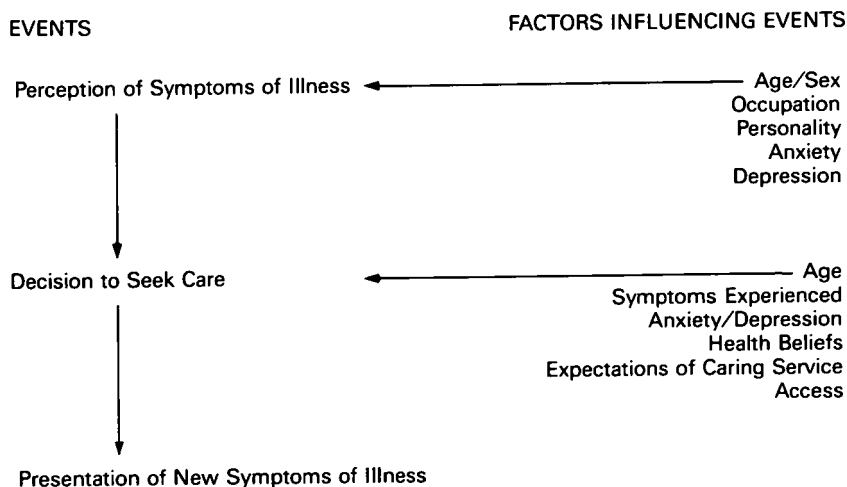 EVENTS
FACTORS INFLUENCING EVENTS
Perception of Symptoms of Illness
Age/Sex
Occupation
Personality
Anxiety
Depression
Decision to Seek Care
Age
Symptoms Experienced
Anxiety/Depression
Health Beliefs
Expectations of Caring Service
Access
Presentation of New Symptoms of Illness